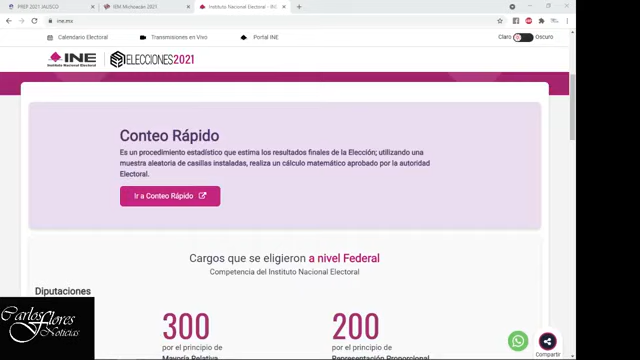 PREP 2021 JALISCO
IEM Michoacán 2021
Instituto Nacional Electoral - IN
ine.mx
Calendario Electoral
Transmisiones en Vivo
Portal INE
Claro
Oscuro
INE
Instituto Nacional Electoral
ELECCIONES2021
Conteo Rápido
Es un procedimiento estadístico que estima los resultados finales de la Elección; utilizando una
muestra aleatoria de casillas instaladas, realiza un cálculo matemático aprobado por la autoridad
Electoral.
Ir a Conteo Rápido
Cargos que se eligieron a nivel Federal
Competencia del Instituto Nacional Electoral
Diputaciones
300
200
por el principio de
por el principio de
Mayoría Relativa
Representación Proporcional
Compartir
Carlos Flores
Noticias